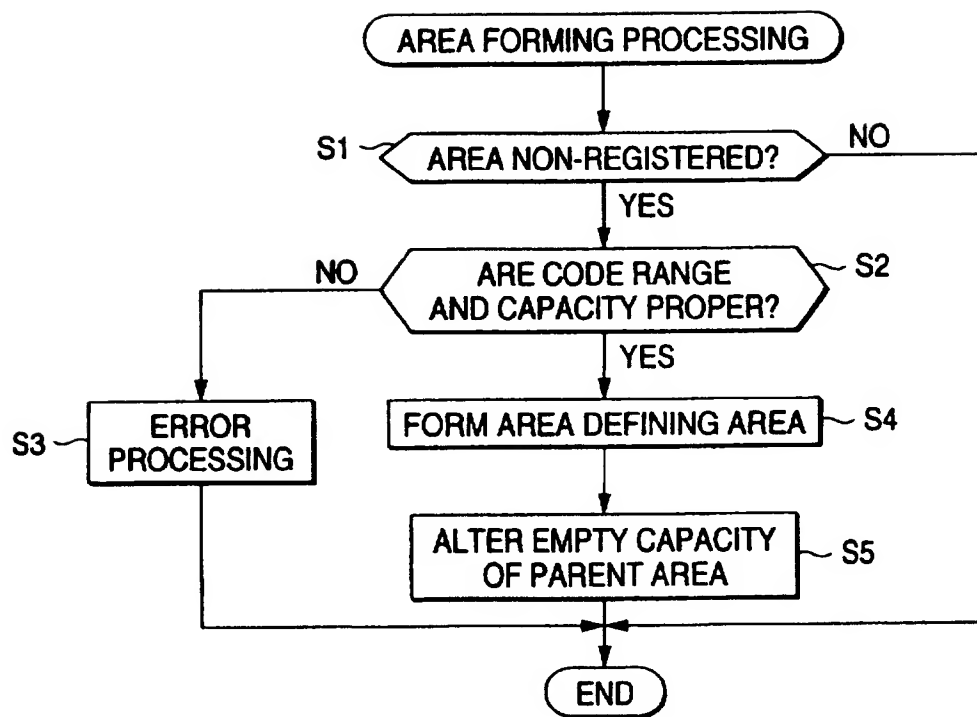 AREA FORMING PROCESSING
S1
AREA NON-REGISTERED?
NO
YES
NO
ARE CODE RANGE
AND CAPACITY PROPER?
S2
YES
S3
ERROR
PROCESSING
FORM AREA DEFINING AREA
S4
ALTER EMPTY CAPACITY
OF PARENT AREA
S5
END